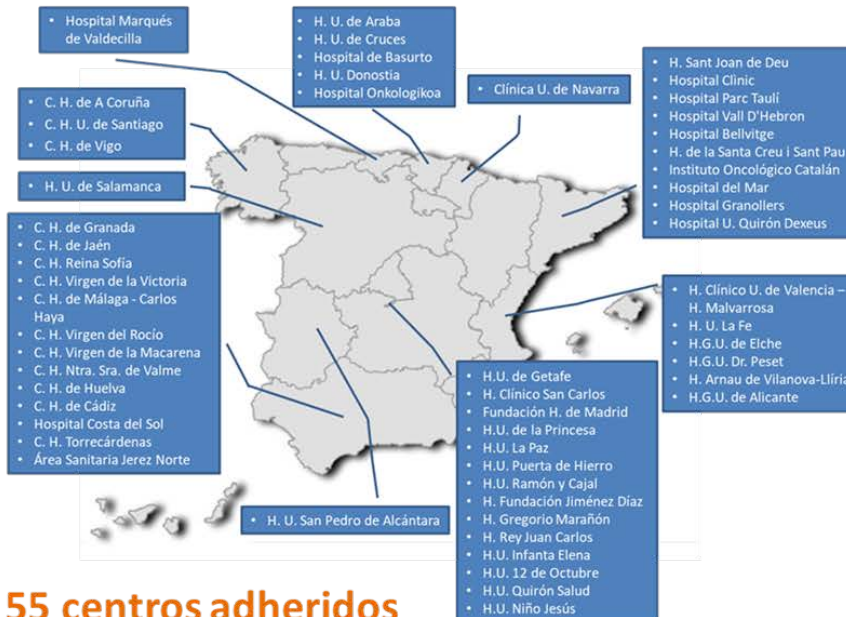 • Hospital Marqués
de Valdecilla
• H. U. de Araba
• H. U. de Cruces
• Hospital de Basurto
• H. U. Donostia
• Hospital Onkologikoa
• Clínica U. de Navarra
• H. Sant Joan de Deu
• Hospital Clìnic
• Hospital Parc Taulí
• Hospital Vall D'Hebron
• Hospital Bellvitge
• H. de la Santa Creu i Sant Pau
• Instituto Oncológico Catalán
• Hospital del Mar
• Hospital Granollers
• Hospital U. Quirón Dexeus
• C. H. de A Coruña
• C. H. U. de Santiago
• C. H. de Vigo
• H. U. de Salamanca
• C. H. de Granada
• C. H. de Jaén
• C. H. Reina Sofía
• C. H. Virgen de la Victoria
• C. H. de Málaga - Carlos
Haya
• C. H. Virgen del Rocío
• C. H. Virgen de la Macarena
• C. H. Ntra. Sra. de Valme
• C. H. de Huelva
• C. H. de Cádiz
• Hospital Costa del Sol
• C. H. Torrecárdenas
• Área Sanitaria Jerez Norte
• H. Clínico U. de Valencia –
H. Malvarrosa
• H. U. La Fe
• H.G.U. de Elche
• H.G.U. Dr. Peset
• H. Arnau de Vilanova-Llíria
• H.G.U. de Alicante
• H.U. de Getafe
• H. Clínico San Carlos
• Fundación H. de Madrid
• H.U. de la Princesa
• H.U. La Paz
• H.U. Puerta de Hierro
• H.U. Ramón y Cajal
• H. Fundación Jiménez Díaz
• H. Gregorio Marañón
• H. Rey Juan Carlos
• H.U. Infanta Elena
• H.U. 12 de Octubre
• H.U. Quirón Salud
• H.U. Niño Jesús
• H. U. San Pedro de Alcántara
55 centros adheridos